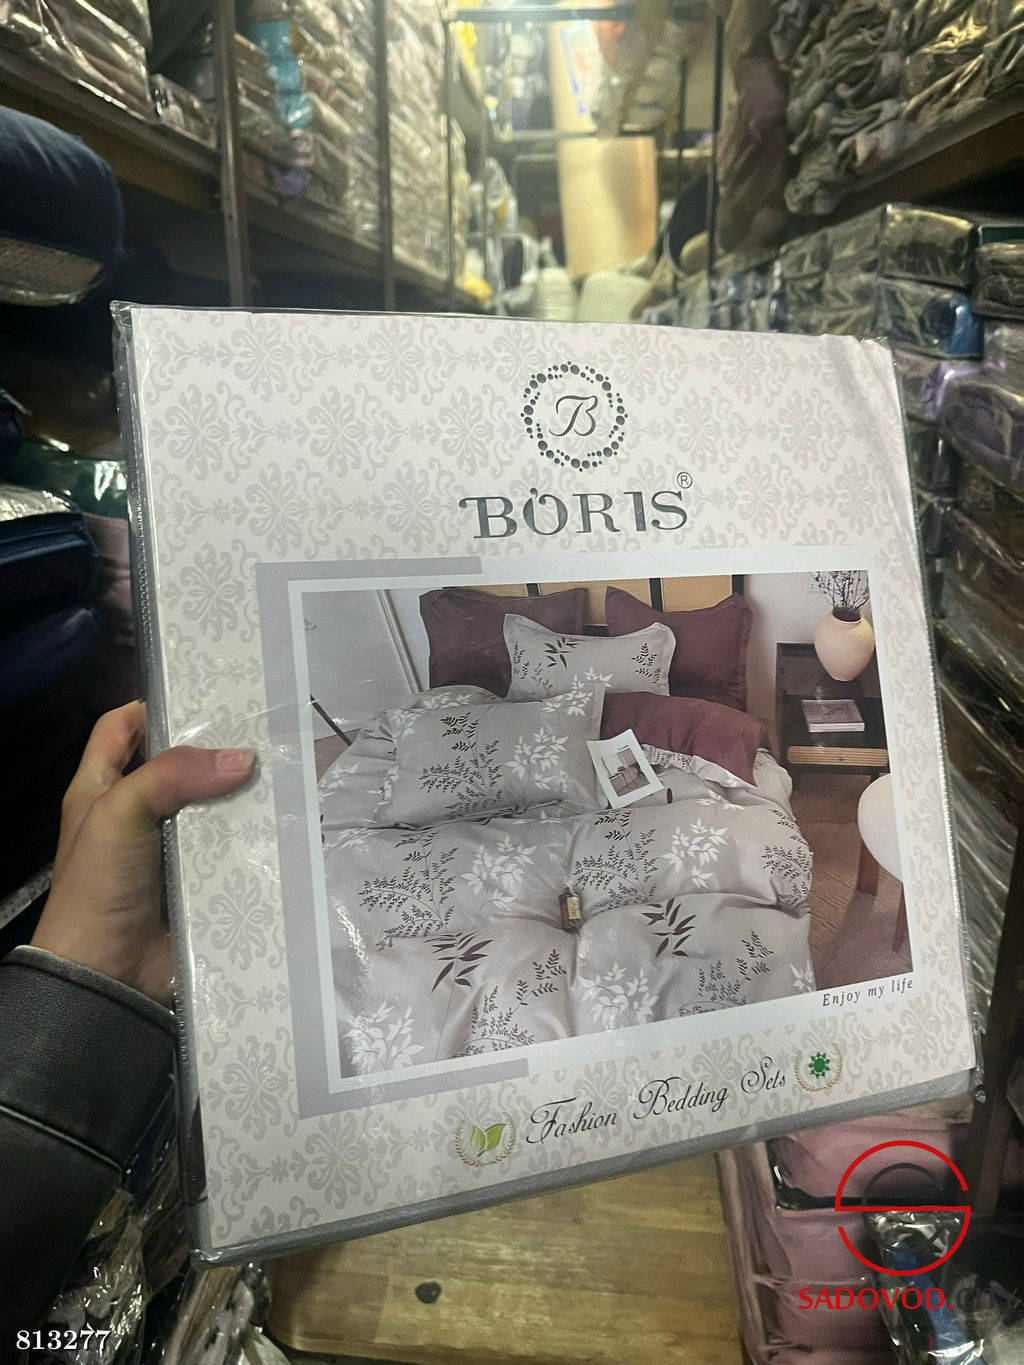 B
BORIS®
Enjoy my life
Fashion Bedding Sets
SADOVOD.
813277